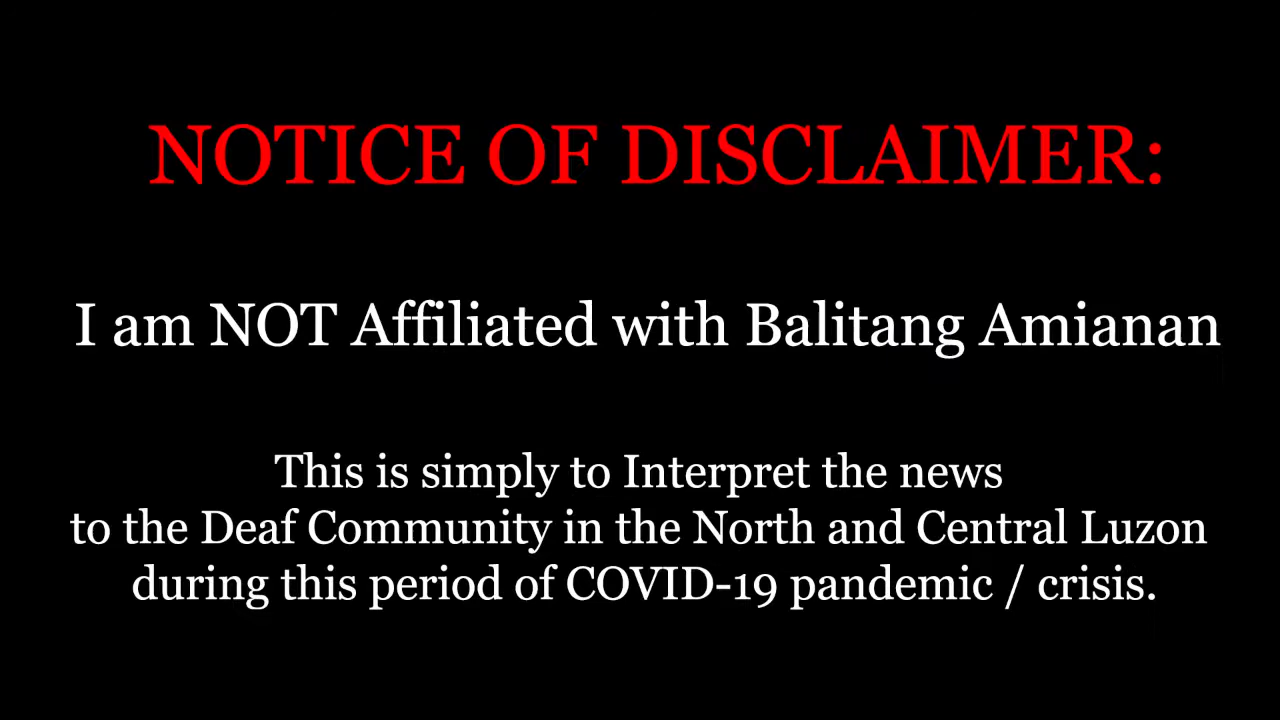 NOTICE OF DISCLAIMER:
I am NOT Affiliated with Balitang Amianan
This is simply to Interpret the news
to the Deaf Community in the North and Central Luzon
during this period of COVID-19 pandemic / crisis.